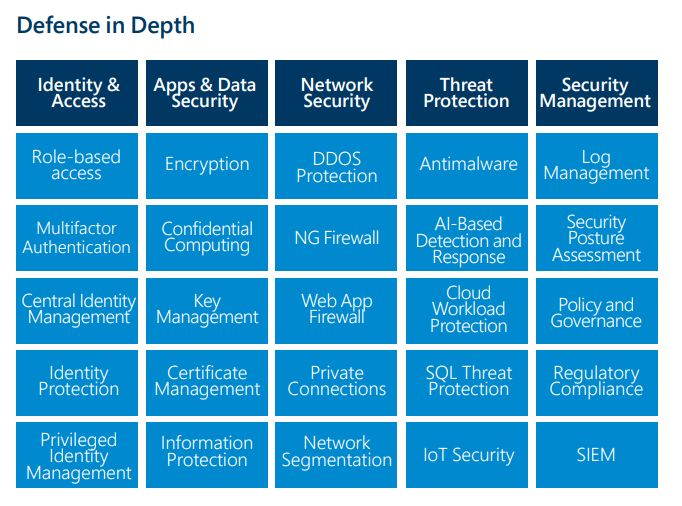 Defense in Depth
Identity &
Access
Apps & Data
Security
Network
Security
Threat
Protection
Security
Management
Role-based
access
Encryption
DDOS
Protection
Antimalware
Log
Management
Multifactor
Authentication
Confidential
Computing
NG Firewall
AI-Based
Detection and
Response
Security
Posture
Assessment
Central Identity
Management
Key
Management
Web App
Firewall
Cloud
Workload
Protection
Policy and
Governance
Identity
Protection
Certificate
Management
Private
Connections
SQL Threat
Protection
Regulatory
Compliance
Privileged
Identity
Management
Information
Protection
Network
Segmentation
IoT Security
SIEM